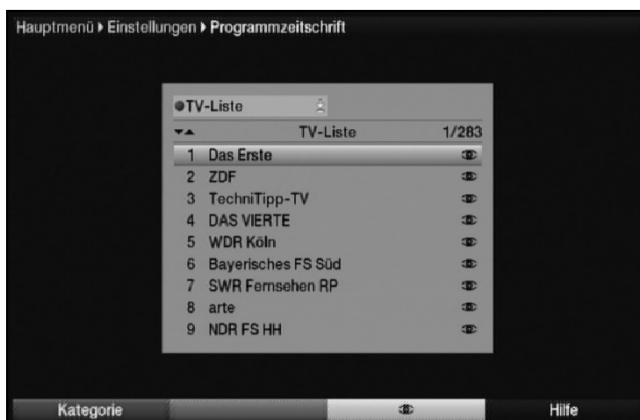 Hauptmenü Einstellungen Programmzeitschrift
TV-Liste
TV-Liste 1/283
1 Das Erste
2 ZDF
3 TechniTipp-TV
4 DAS VIERTE
5 WDR Köln
6 Bayerisches FS Süd
7 SWR Fernsehen RP
8 arte
9 NDR FS HH
Kategorie Hilfe